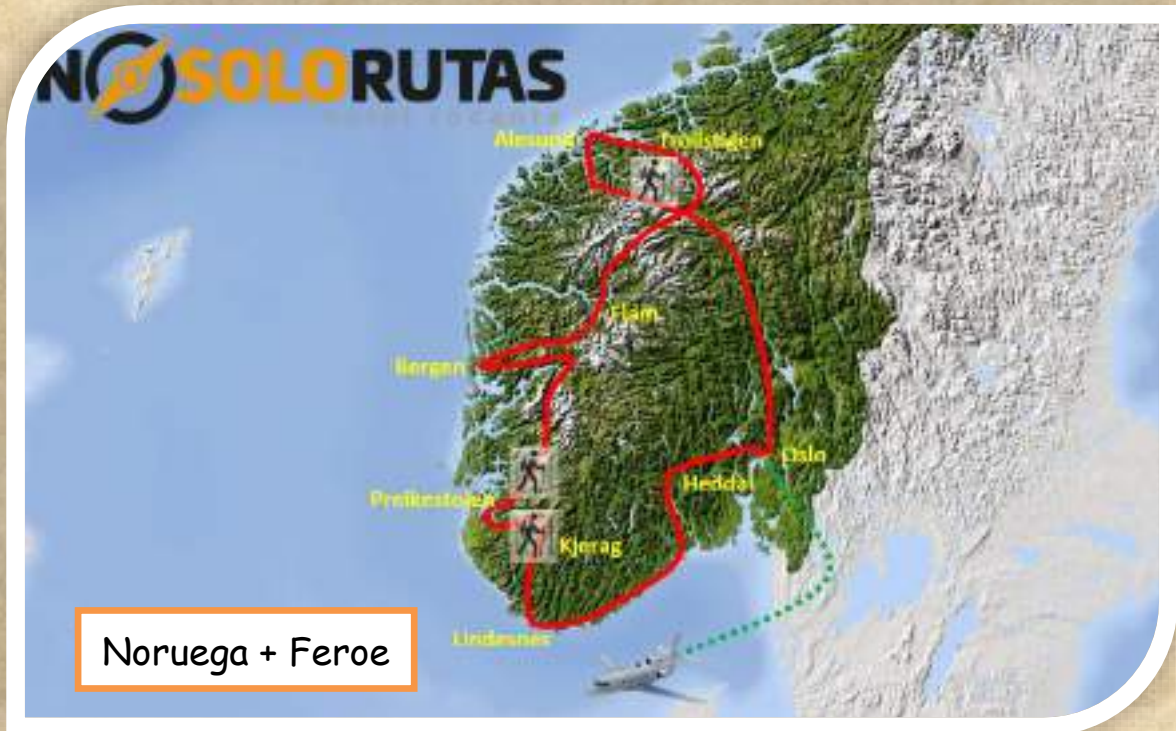 NOSOLORUTAS
Alesund
Trollstigen
Flam
Bergen
Oslo
Heddal
Preikestolen
Kjerag
Lindesnes
Noruega + Feroe